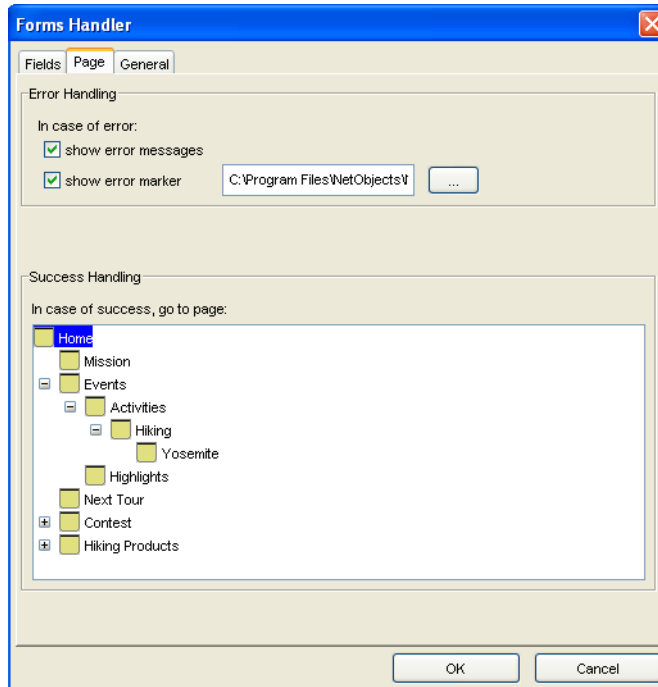 Forms Handler
Fields Page General
Error Handling
In case of error:
show error messages
show error marker C:\Program Files\NetObjects\ ...
Success Handling
In case of success, go to page:
Home
Mission
Events
Activities
Hiking
Yosemite
Highlights
Next Tour
Contest
Hiking Products
OK Cancel